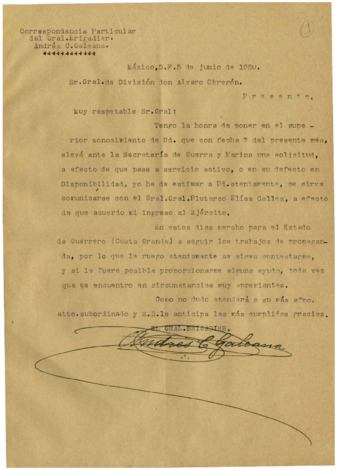 Correspondencia Particular
del Gral.Brigadier.
Andrés C.Galeana.
México,D.F.5 de junio de 1920.
Sr.Gral.de División don Alvaro Obregón.
P r e s e n t e.
Muy respetable Sr.Gral:
Tengo la honra de poner en el supe-
rior conocimiento de Ud. que con fecha del presente mes,
elevé ante la Secretaría de Guerra y Marina una solicitud,
a efecto de que pase a servicio activo, o en su defecto en
Disponibilidad, yo he de estimar a Ud.atentamente, se sirva
comunicarse con el Gral.Gral.Plutarco Elías Calles, a efecto
de que acuerde mi ingreso al Ejército.
En estos días marcho para el Estado
de Guerrero (Costa Grande) a seguir los trabajos de propagan-
da, por lo que le ruego atentamente se sirva contestarme,
y si le fuere posible proporcionarme alguna ayuda, toda vez
que me encuentro en circunstancias muy apremiantes.
Como no dudo atenderá a su más afmo.
atto.subordinado y S.S.le anticipa las más cumplidas gracias.
EL GRAL.BRIGADIER.
Andrés C Galeana